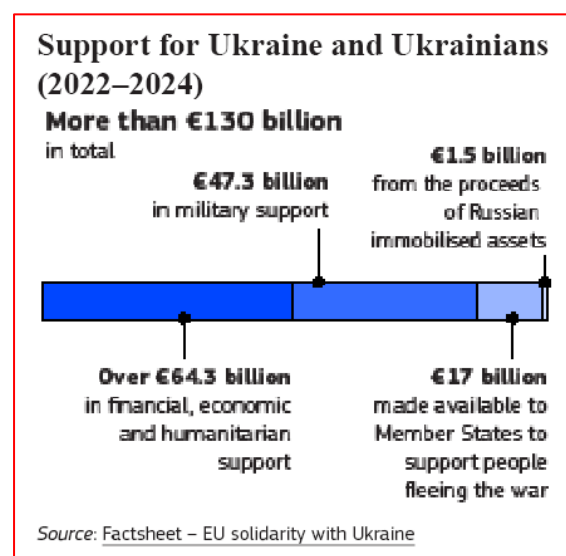 Support for Ukraine and Ukrainians
(2022–2024)
More than €130 billion
in total
€47.3 billion
in military support
€1.5 billion
from the proceeds
of Russian
immobilised assets
Over €64.3 billion
in financial, economic
and humanitarian
support
€17 billion
made available to
Member States to
support people
fleeing the war
Source: Factsheet – EU solidarity with Ukraine